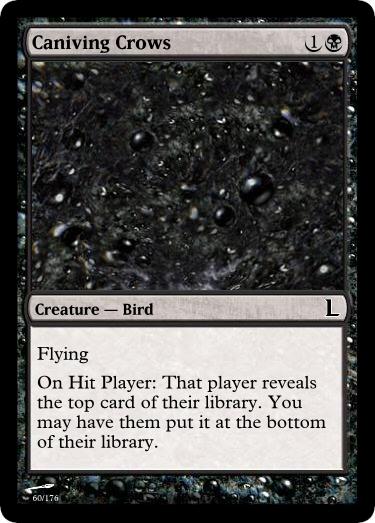 Caniving Crows 1
Creature — Bird L
Flying
On Hit Player: That player reveals
the top card of their library. You
may have them put it at the bottom
of their library.
60/176